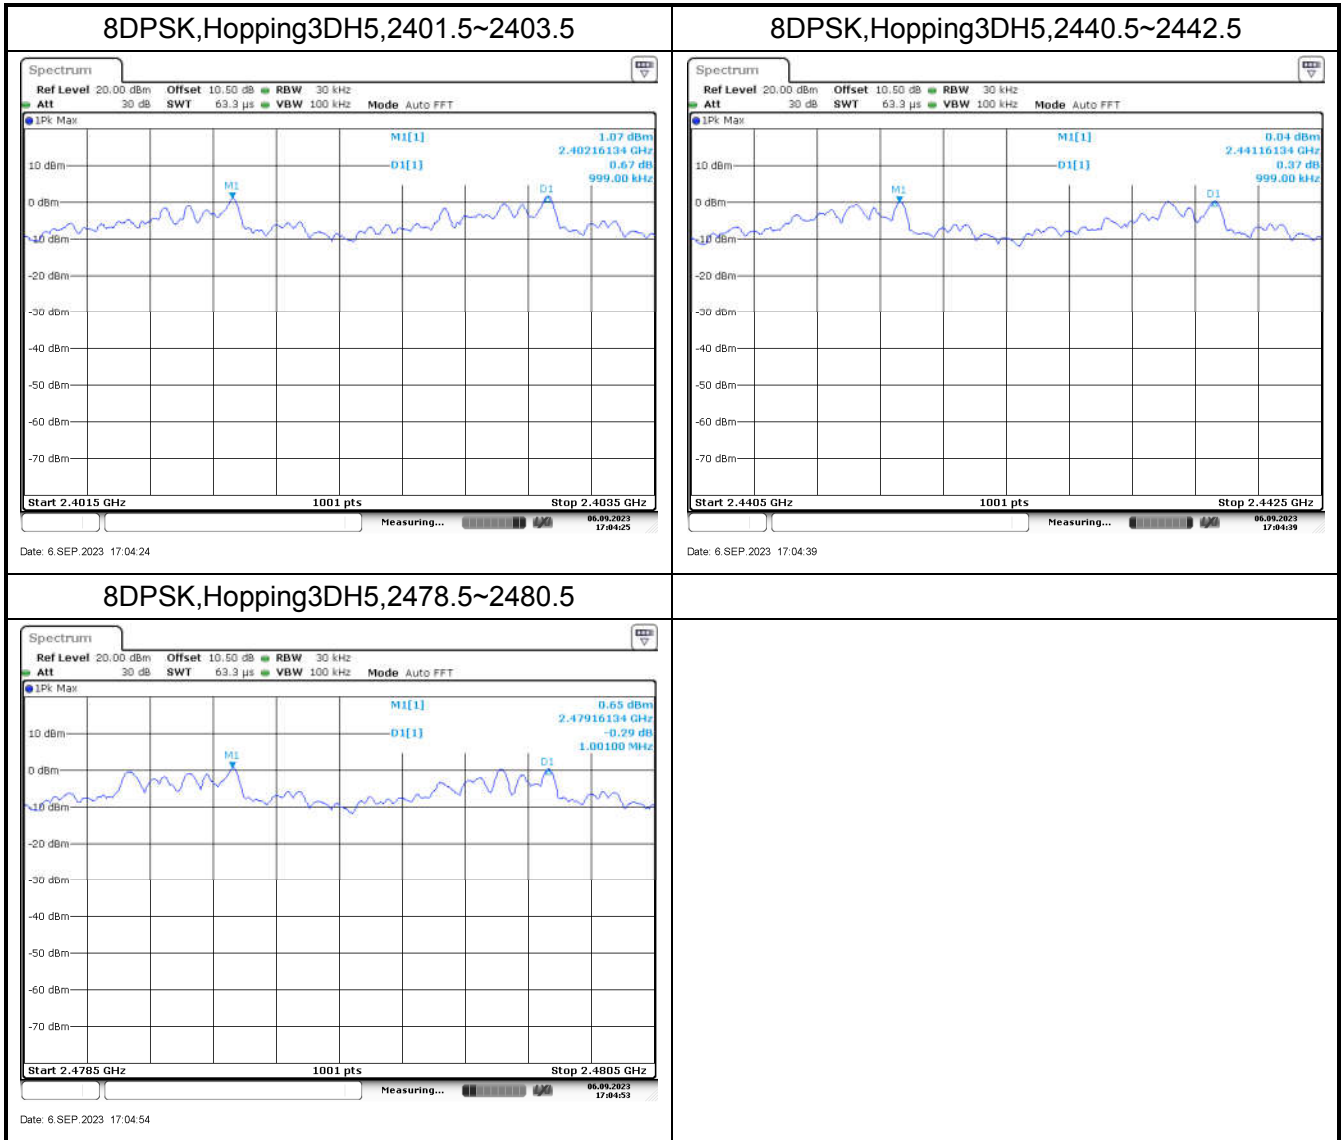 8DPSK,Hopping3DH5,2401.5~2403.5
Spectrum
Ref Level 20.00 dBm Offset 10.50 dB RBW 30 kHz
Att 30 dB SWT 63.3 µs VBW 100 kHz Mode Auto FFT
1Pk Max
M1[1] 1.07 dBm
2.40216134 GHz
D1[1] 0.67 dB
999.00 kHz
10 dBm
M1
D1
0 dBm
-10 dBm
-20 dBm
-30 dBm
-40 dBm
-50 dBm
-60 dBm
-70 dBm
Start 2.4015 GHz 1001 pts Stop 2.4035 GHz
Measuring... 06.09.2023
17:04:25
Date: 6.SEP.2023 17:04:24
8DPSK,Hopping3DH5,2440.5~2442.5
Spectrum
Ref Level 20.00 dBm Offset 10.50 dB RBW 30 kHz
Att 30 dB SWT 63.3 µs VBW 100 kHz Mode Auto FFT
1Pk Max
M1[1] 0.04 dBm
2.44116134 GHz
D1[1] 0.37 dB
999.00 kHz
10 dBm
M1
D1
0 dBm
-10 dBm
-20 dBm
-30 dBm
-40 dBm
-50 dBm
-60 dBm
-70 dBm
Start 2.4405 GHz 1001 pts Stop 2.4425 GHz
Measuring... 06.09.2023
17:04:39
Date: 6.SEP.2023 17:04:39
8DPSK,Hopping3DH5,2478.5~2480.5
Spectrum
Ref Level 20.00 dBm Offset 10.50 dB RBW 30 kHz
Att 30 dB SWT 63.3 µs VBW 100 kHz Mode Auto FFT
1Pk Max
M1[1] 0.65 dBm
2.47916134 GHz
D1[1] -0.29 dB
1.00100 MHz
10 dBm
M1
D1
0 dBm
-10 dBm
-20 dBm
-30 dBm
-40 dBm
-50 dBm
-60 dBm
-70 dBm
Start 2.4785 GHz 1001 pts Stop 2.4805 GHz
Measuring... 06.09.2023
17:04:53
Date: 6.SEP.2023 17:04:54